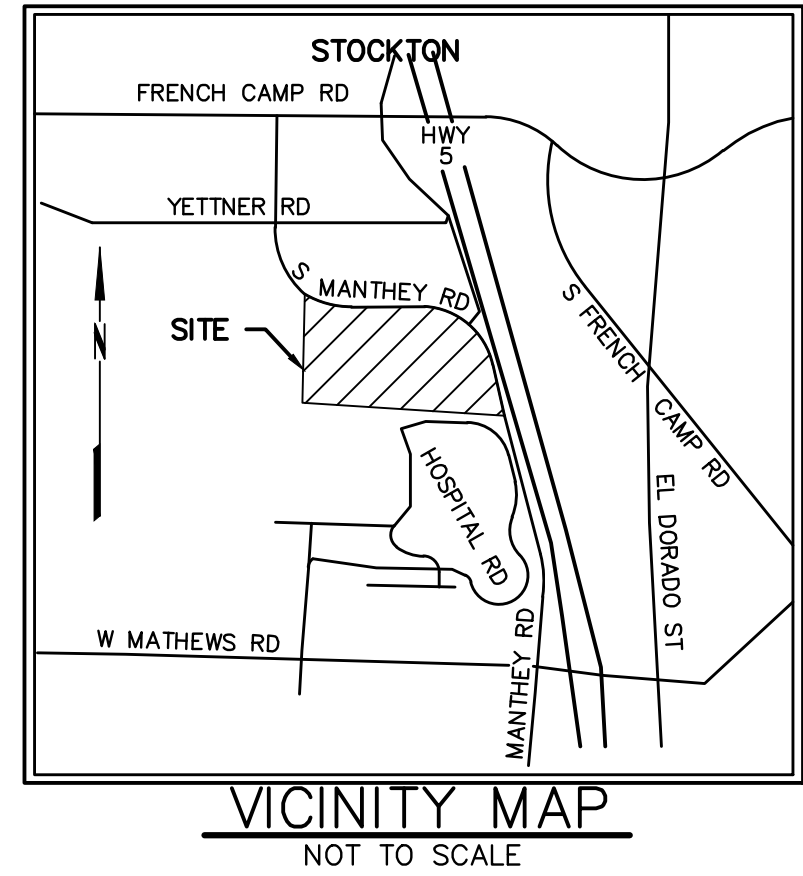 STOCKTON
FRENCH CAMP RD
HWY
5
YETTNER RD
S MANTHEY RD
SITE
N
S FRENCH CAMP RD
HOSPITAL RD
EL DORADO ST
W MATHEWS RD
MANTHEY RD
VICINITY MAP
NOT TO SCALE